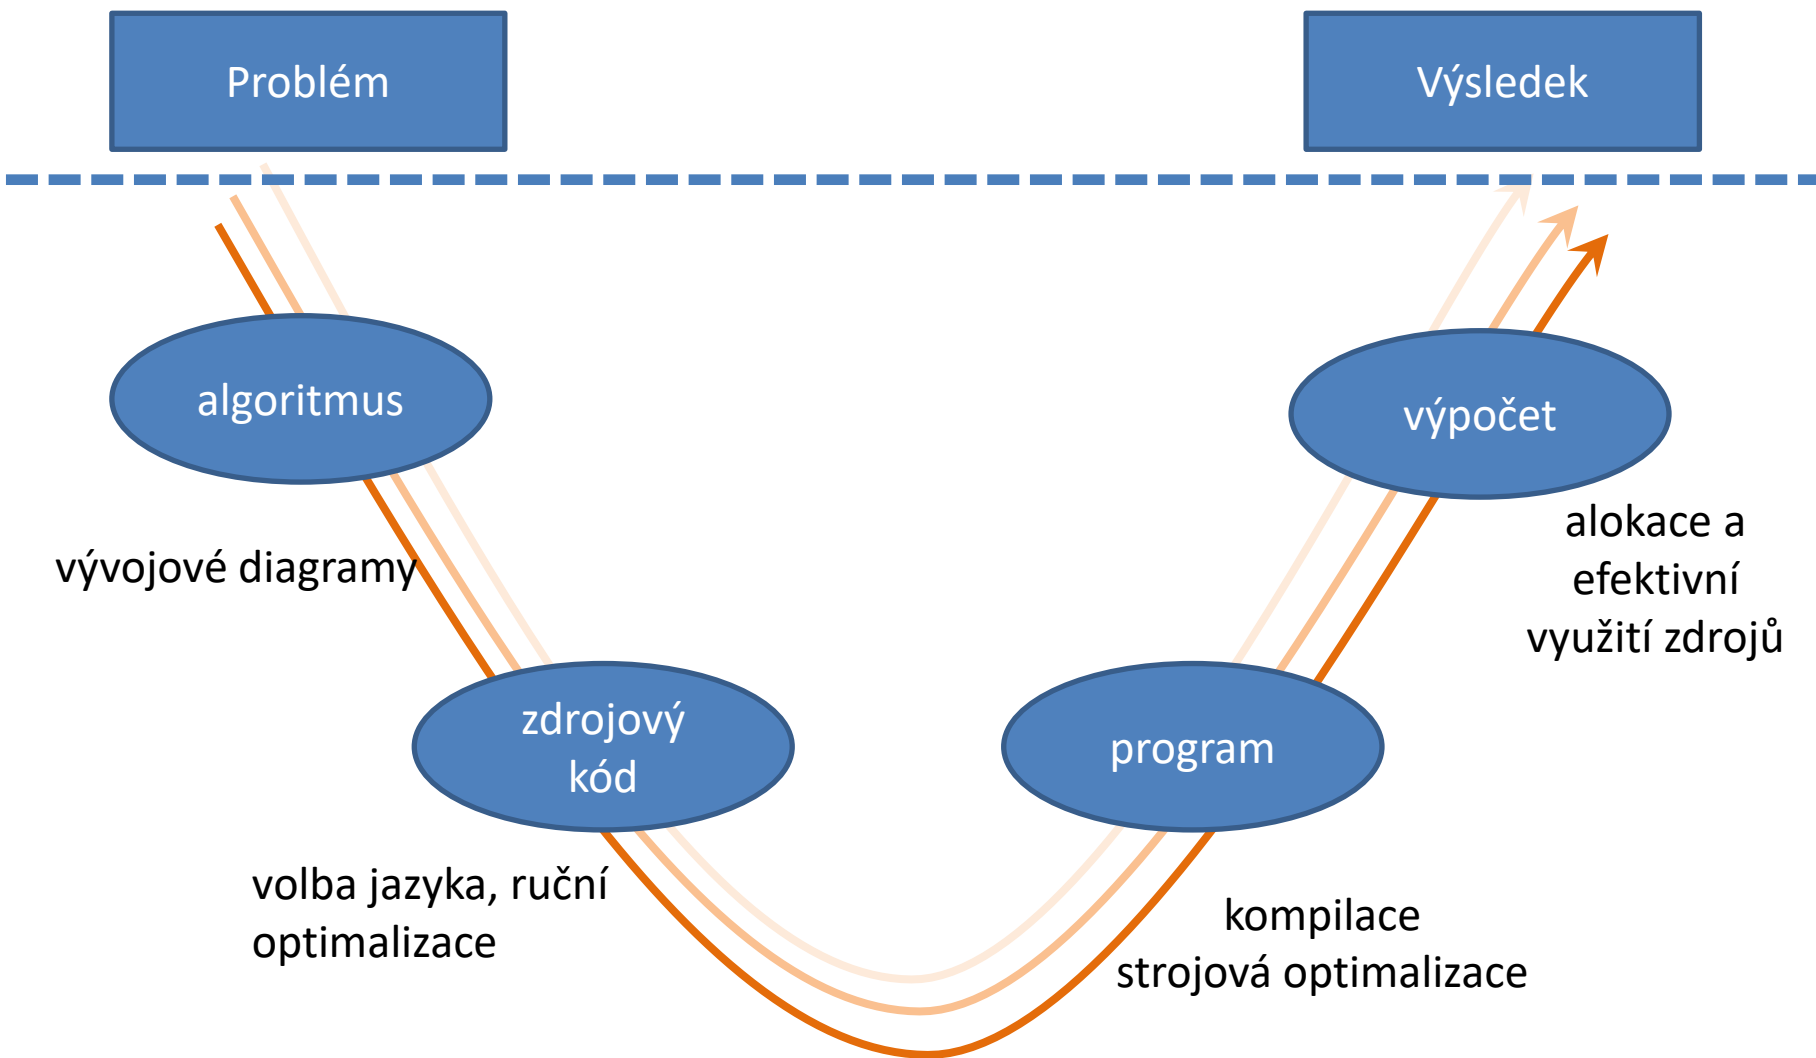 Problém
Výsledek
algoritmus
výpočet
vývojové diagramy
alokace a
efektivní
využití zdrojů
zdrojový
kód
program
volba jazyka, ruční
optimalizace
kompilace
strojová optimalizace